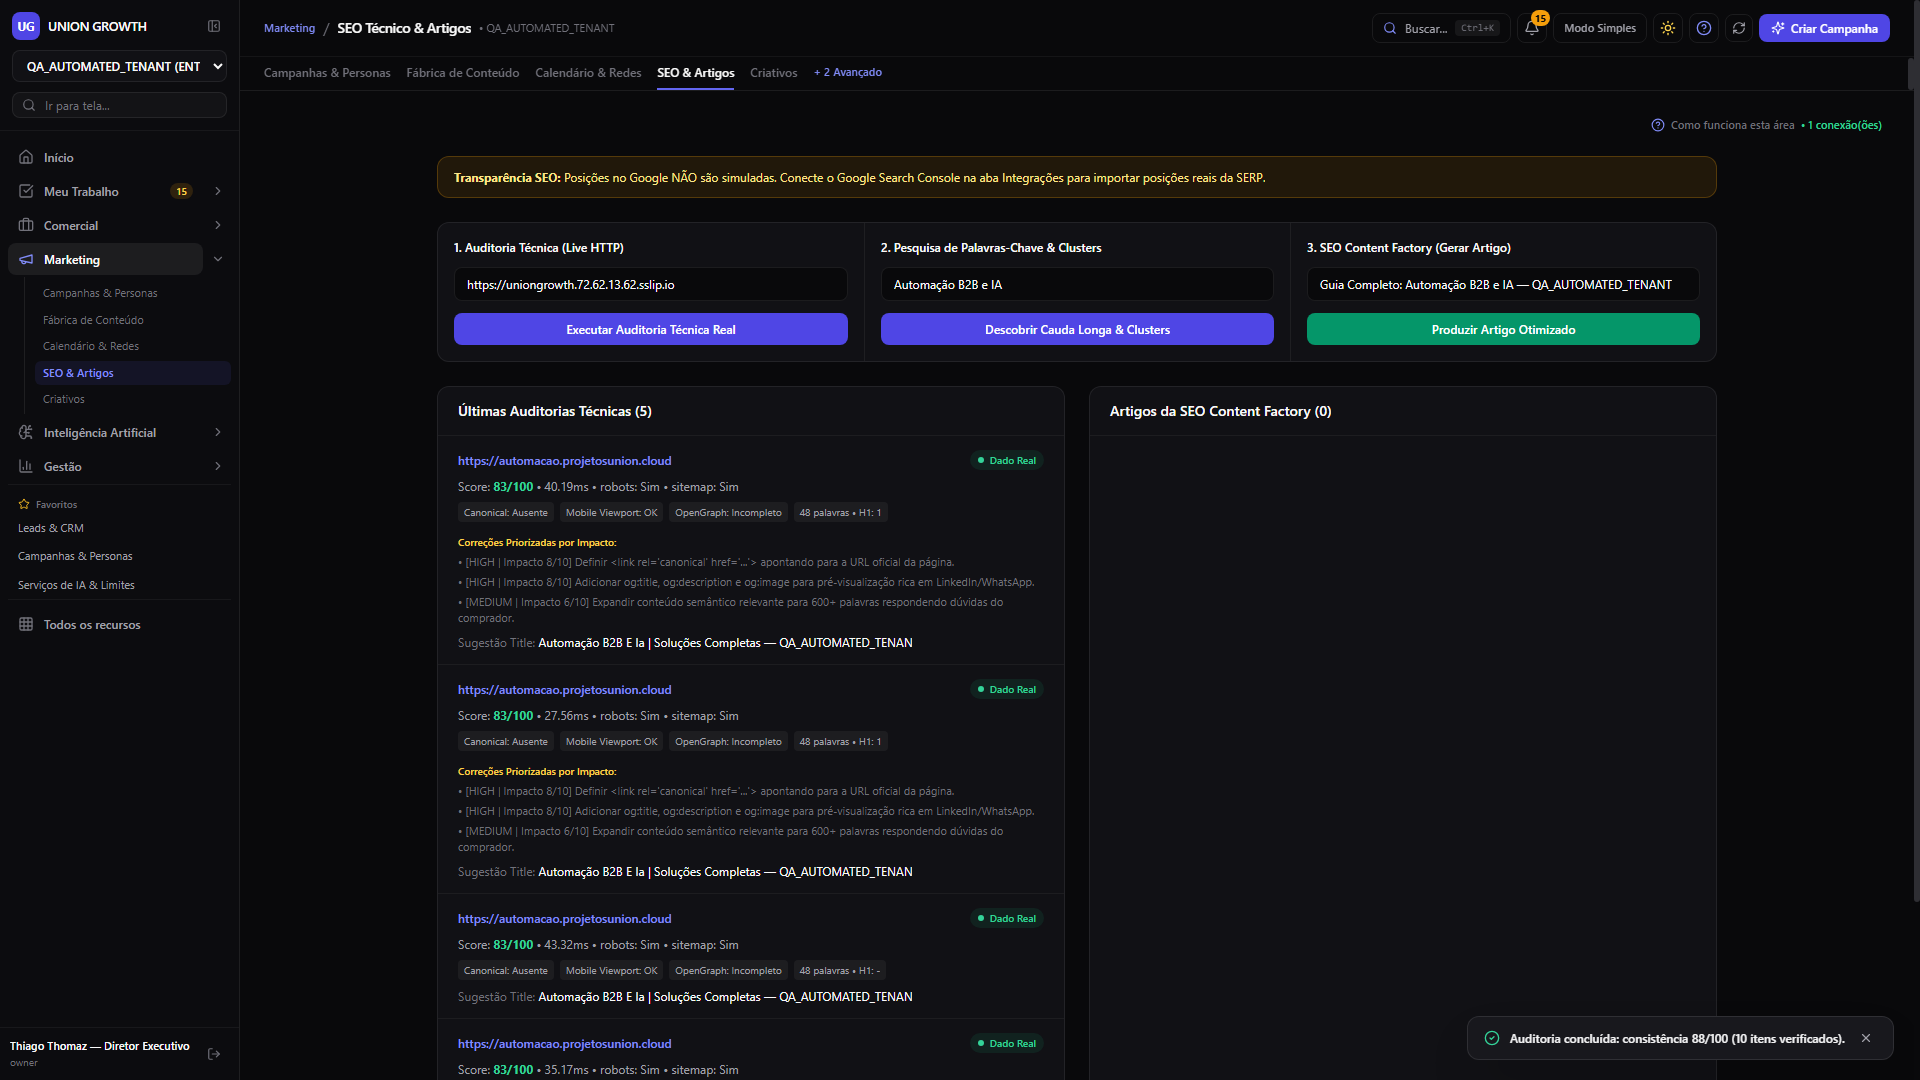 UG UNION GROWTH
QA_AUTOMATED_TENANT (ENT
Ir para tela...
Início
Meu Trabalho 15
Comercial
Marketing
Campanhas & Personas
Fábrica de Conteúdo
Calendário & Redes
SEO & Artigos
Criativos
Inteligência Artificial
Gestão
Favoritos
Leads & CRM
Campanhas & Personas
Serviços de IA & Limites
Todos os recursos
Thiago Thomaz — Diretor Executivo
owner
Marketing / SEO Técnico & Artigos • QA_AUTOMATED_TENANT
Buscar... Ctrl+K
15
Modo Simples
Criar Campanha
Campanhas & Personas Fábrica de Conteúdo Calendário & Redes SEO & Artigos Criativos + 2 Avançado
Como funciona esta área • 1 conexão(ões)
Transparência SEO: Posições no Google NÃO são simuladas. Conecte o Google Search Console na aba Integrações para importar posições reais da SERP.
1. Auditoria Técnica (Live HTTP)
https://uniongrowth.72.62.13.62.sslip.io
Executar Auditoria Técnica Real
2. Pesquisa de Palavras-Chave & Clusters
Automação B2B e IA
Descobrir Cauda Longa & Clusters
3. SEO Content Factory (Gerar Artigo)
Guia Completo: Automação B2B e IA — QA_AUTOMATED_TENANT
Produzir Artigo Otimizado
Últimas Auditorias Técnicas (5)
https://automacao.projetosunion.cloud Dado Real
Score: 83/100 • 40.19ms • robots: Sim • sitemap: Sim
Canonical: Ausente Mobile Viewport: OK OpenGraph: Incompleto 48 palavras • H1: 1
Correções Priorizadas por Impacto:
• [HIGH | Impacto 8/10] Definir <link rel='canonical' href='...'> apontando para a URL oficial da página.
• [HIGH | Impacto 8/10] Adicionar og:title, og:description e og:image para pré-visualização rica em LinkedIn/WhatsApp.
• [MEDIUM | Impacto 6/10] Expandir conteúdo semântico relevante para 600+ palavras respondendo dúvidas do
comprador.
Sugestão Title: Automação B2B E Ia | Soluções Completas — QA_AUTOMATED_TENAN
https://automacao.projetosunion.cloud Dado Real
Score: 83/100 • 27.56ms • robots: Sim • sitemap: Sim
Canonical: Ausente Mobile Viewport: OK OpenGraph: Incompleto 48 palavras • H1: 1
Correções Priorizadas por Impacto:
• [HIGH | Impacto 8/10] Definir <link rel='canonical' href='...'> apontando para a URL oficial da página.
• [HIGH | Impacto 8/10] Adicionar og:title, og:description e og:image para pré-visualização rica em LinkedIn/WhatsApp.
• [MEDIUM | Impacto 6/10] Expandir conteúdo semântico relevante para 600+ palavras respondendo dúvidas do
comprador.
Sugestão Title: Automação B2B E Ia | Soluções Completas — QA_AUTOMATED_TENAN
https://automacao.projetosunion.cloud Dado Real
Score: 83/100 • 43.32ms • robots: Sim • sitemap: Sim
Canonical: Ausente Mobile Viewport: OK OpenGraph: Incompleto 48 palavras • H1: -
Sugestão Title: Automação B2B E Ia | Soluções Completas — QA_AUTOMATED_TENAN
https://automacao.projetosunion.cloud Dado Real
Score: 83/100 • 35.17ms • robots: Sim • sitemap: Sim
Artigos da SEO Content Factory (0)
Auditoria concluída: consistência 88/100 (10 itens verificados).